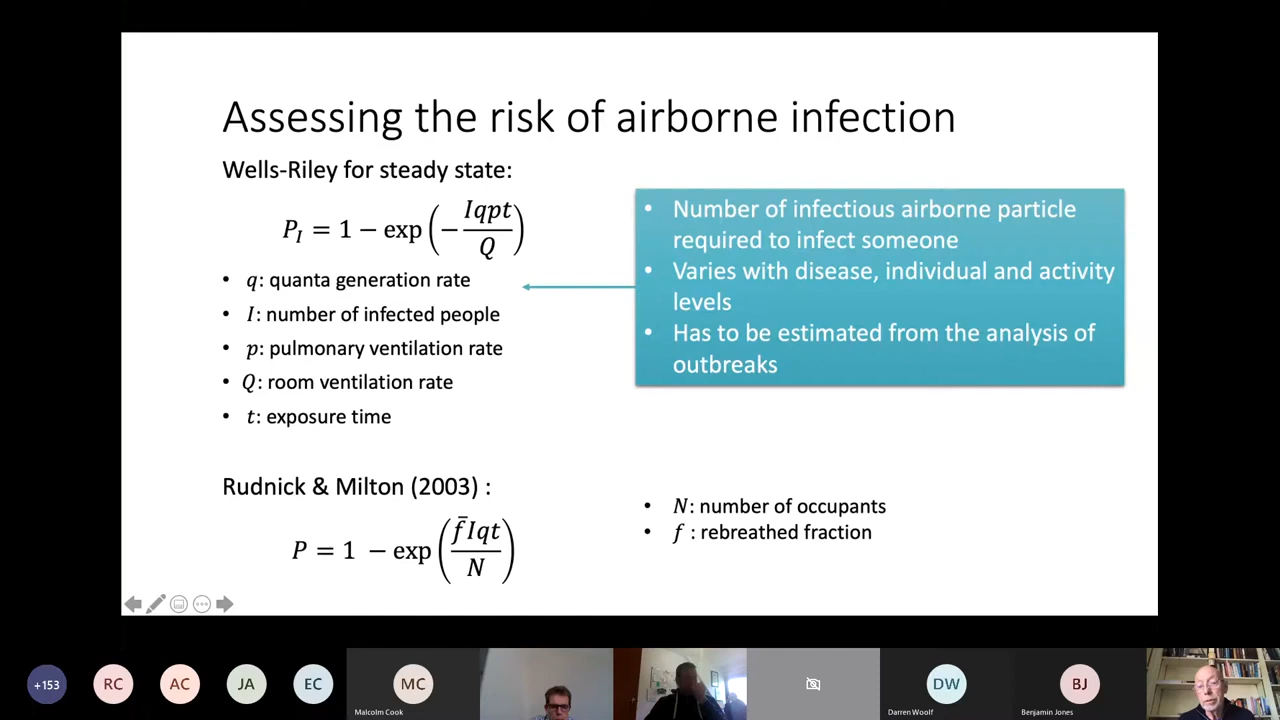 Assessing the risk of airborne infection
Wells-Riley for steady state:
P_I = 1 − exp(−Iqpt/Q)
• q: quanta generation rate
• I: number of infected people
• p: pulmonary ventilation rate
• Q: room ventilation rate
• t: exposure time
• Number of infectious airborne particle
required to infect someone
• Varies with disease, individual and activity
levels
• Has to be estimated from the analysis of
outbreaks
Rudnick & Milton (2003) :
P = 1 − exp(f̄Iqt/N)
• N: number of occupants
• f : rebreathed fraction
+153
RC
AC
JA
EC
MC
Malcolm Cook
DW
Darren Woolf
BJ
Benjamin Jones